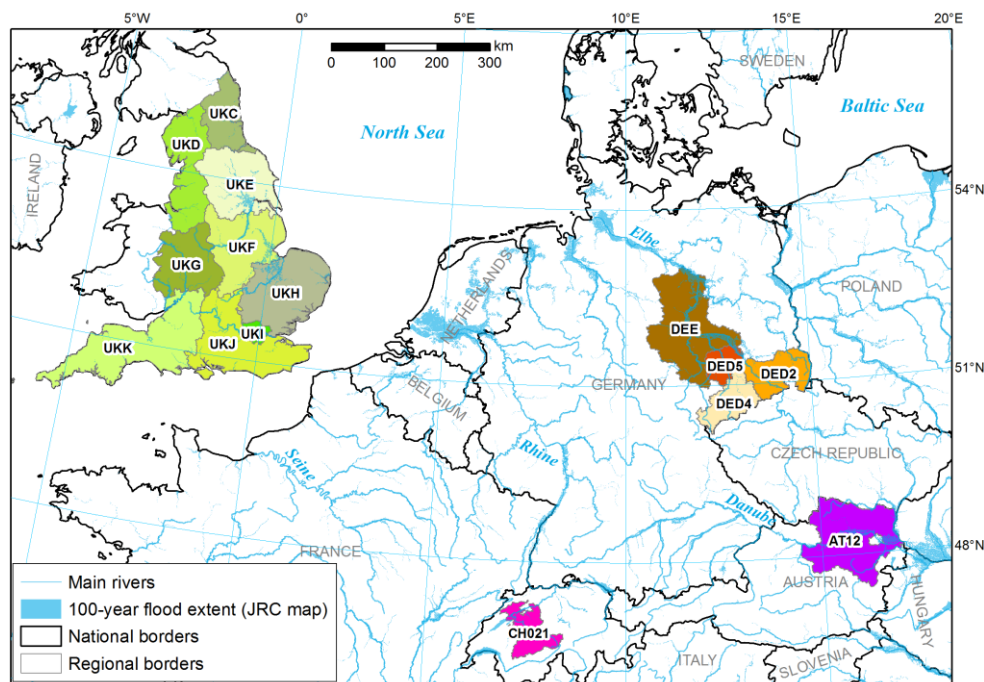 0° 5°E 10°E 15°E 20°E
km
0 100 200 300
SWEDEN
North Sea
Baltic Sea
UKC
UKD
IRELAND
UKE
54°N
UKF
Elbe
UKG
UKH
NETHERLANDS
POLAND
DEE
UKI
UKJ
UKK
DED5
DED2
51°N
GERMANY
BELGIUM
DED4
CZECH REPUBLIC
Seine
Rhine
Danube
AT12
48°N
FRANCE
AUSTRIA
HUNGARY
CH021
ITALY
SLOVENIA
Main rivers
100-year flood extent (JRC map)
National borders
Regional borders